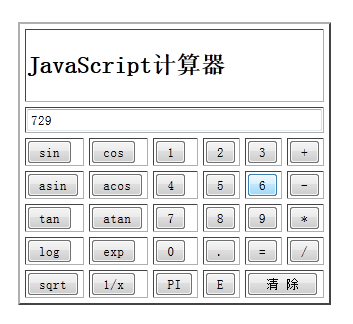 JavaScript计算器
729
sin cos 1 2 3 +
asin acos 4 5 6 -
tan atan 7 8 9 *
log exp 0 . = /
sqrt 1/x PI E 清 除